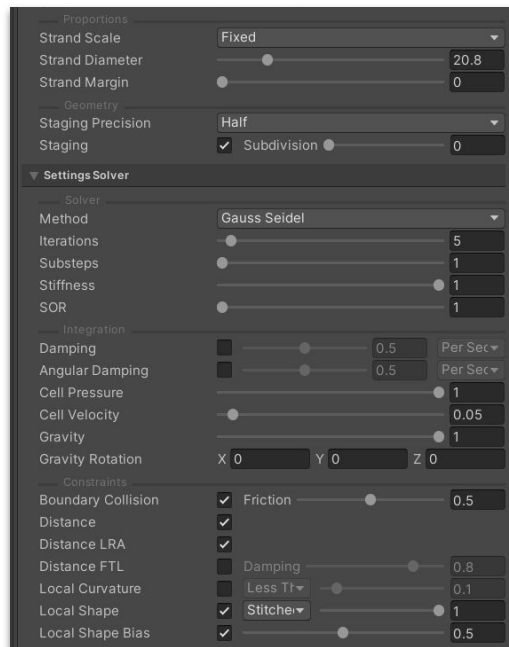 Proportions
Strand Scale Fixed
Strand Diameter 20.8
Strand Margin 0
Geometry
Staging Precision Half
Staging Subdivision 0
Settings Solver
Solver
Method Gauss Seidel
Iterations 5
Substeps 1
Stiffness 1
SOR 1
Integration
Damping 0.5 Per Sec
Angular Damping 0.5 Per Sec
Cell Pressure 1
Cell Velocity 0.05
Gravity 1
Gravity Rotation X 0 Y 0 Z 0
Constraints
Boundary Collision Friction 0.5
Distance
Distance LRA
Distance FTL Damping 0.8
Local Curvature Less Th 0.1
Local Shape Stitche 1
Local Shape Bias 0.5